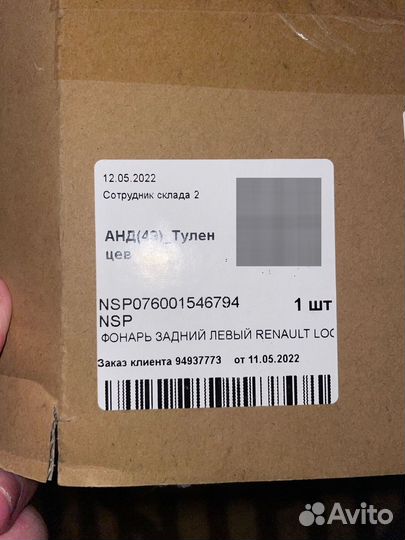 12.05.2022
Сотрудник склада 2
АНД(43)_Тулен
цев
NSP076001546794 1 шт
NSP
ФОНАРЬ ЗАДНИЙ ЛЕВЫЙ RENAULT LOG
Заказ клиента 94937773 от 11.05.2022
Avito